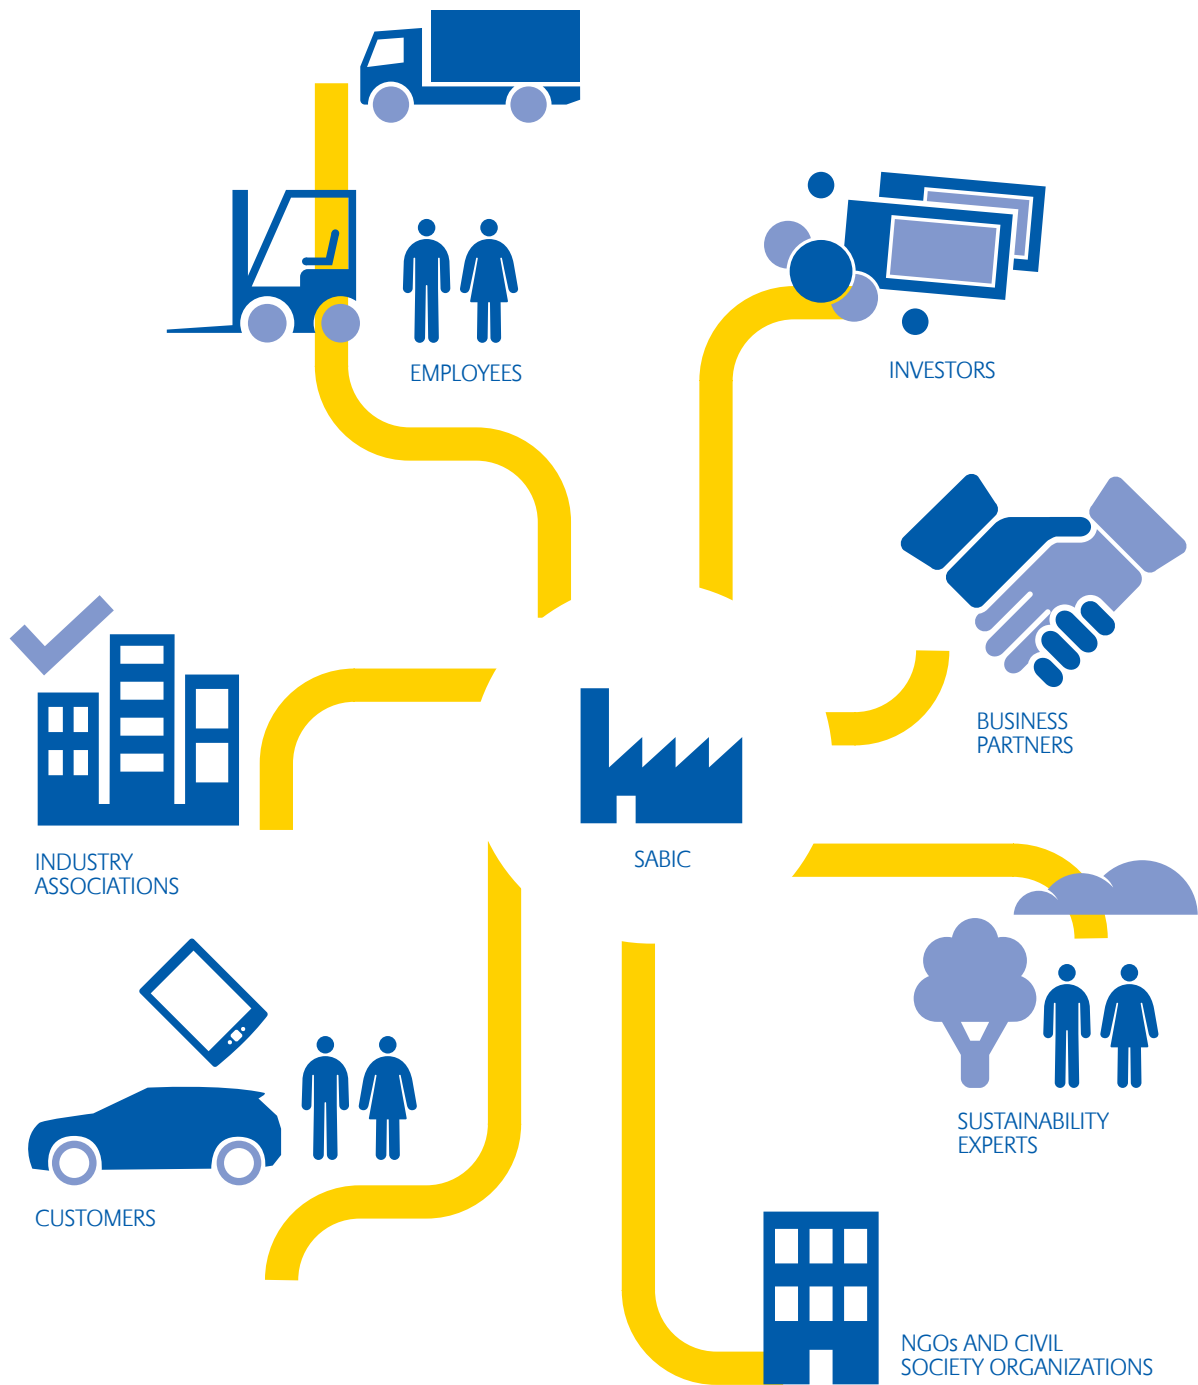 EMPLOYEES
INVESTORS
BUSINESS
PARTNERS
INDUSTRY
ASSOCIATIONS
SABIC
SUSTAINABILITY
EXPERTS
CUSTOMERS
NGOs AND CIVIL
SOCIETY ORGANIZATIONS